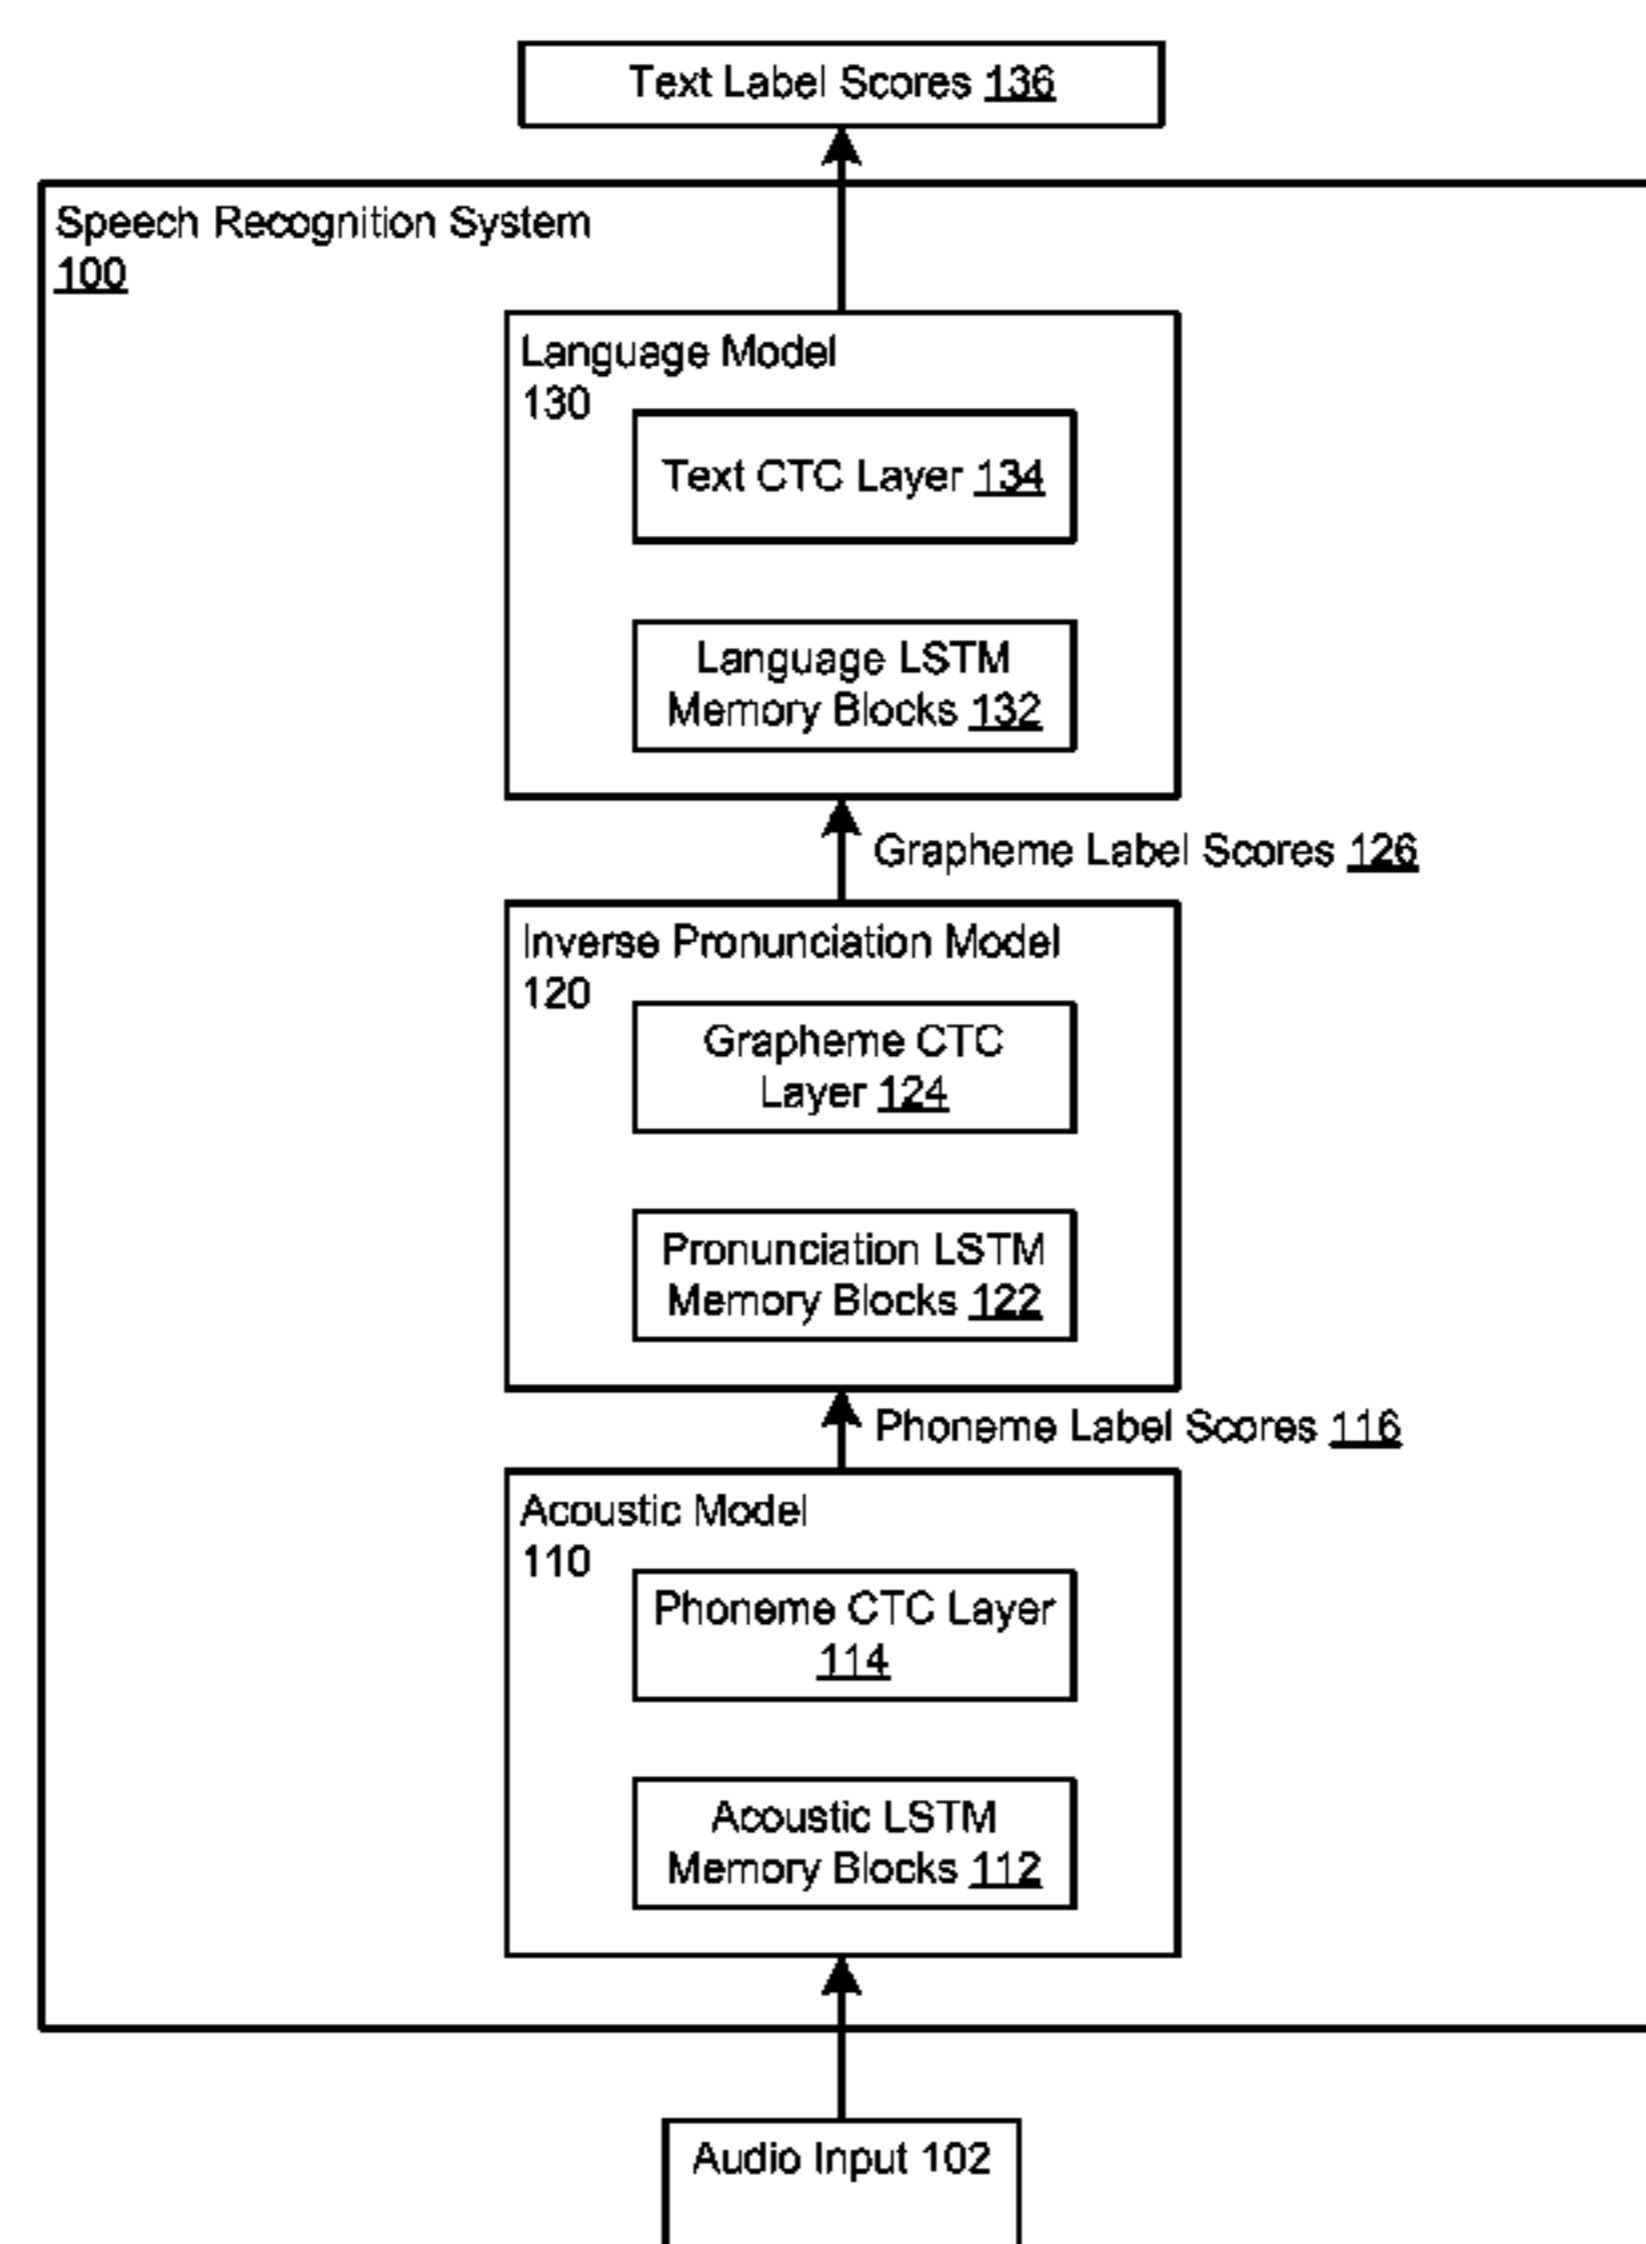 Text Label Scores 136
Speech Recognition System
100
Language Model
130
Text CTC Layer 134
Language LSTM
Memory Blocks 132
Grapheme Label Scores 126
Inverse Pronunciation Model
120
Grapheme CTC
Layer 124
Pronunciation LSTM
Memory Blocks 122
Phoneme Label Scores 116
Acoustic Model
110
Phoneme CTC Layer
114
Acoustic LSTM
Memory Blocks 112
Audio Input 102